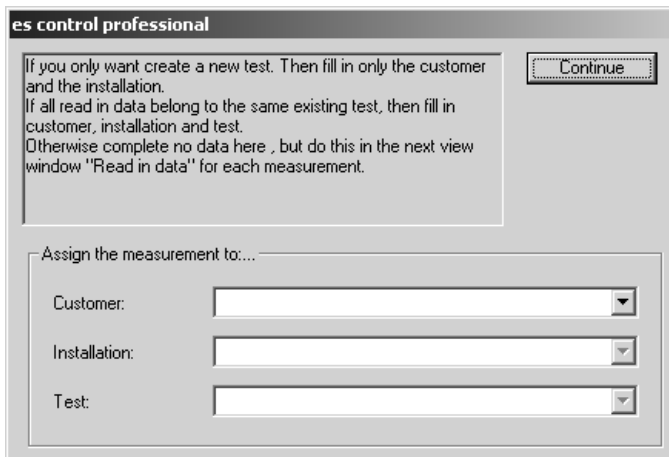 es control professional
If you only want create a new test. Then fill in only the customer
and the installation.
If all read in data belong to the same existing test, then fill in
customer, installation and test.
Otherwise complete no data here , but do this in the next view
window "Read in data" for each measurement.
Continue
Assign the measurement to:...
Customer:
Installation:
Test: